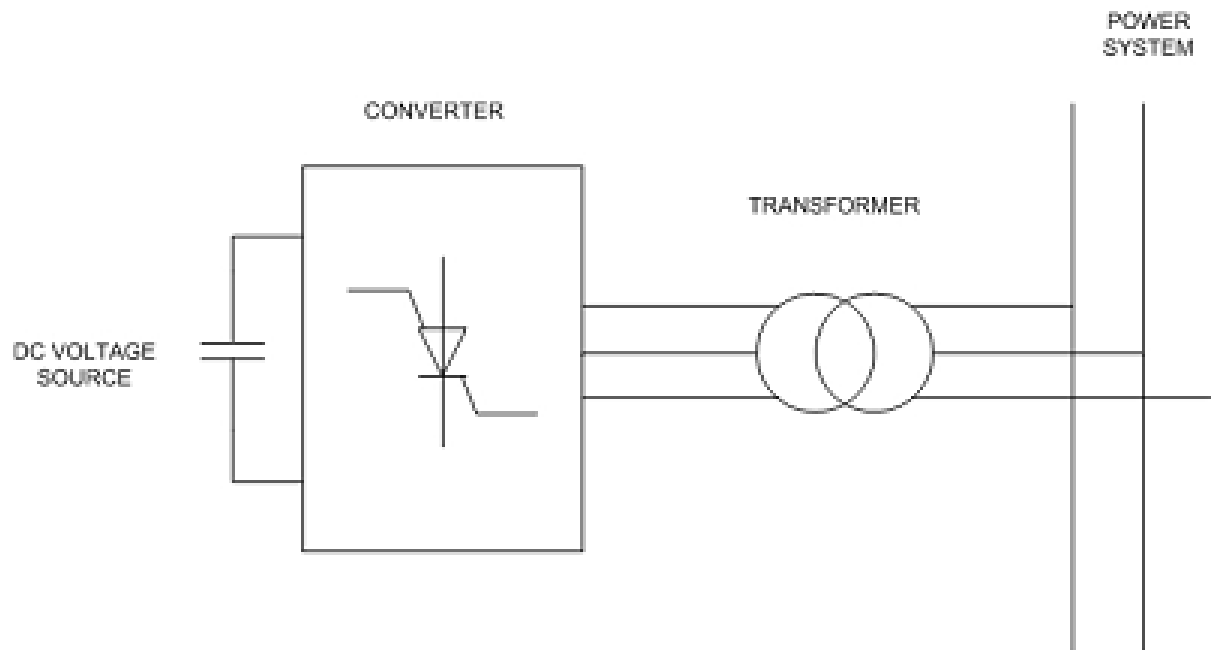 POWER
SYSTEM
CONVERTER
TRANSFORMER
DC VOLTAGE
SOURCE